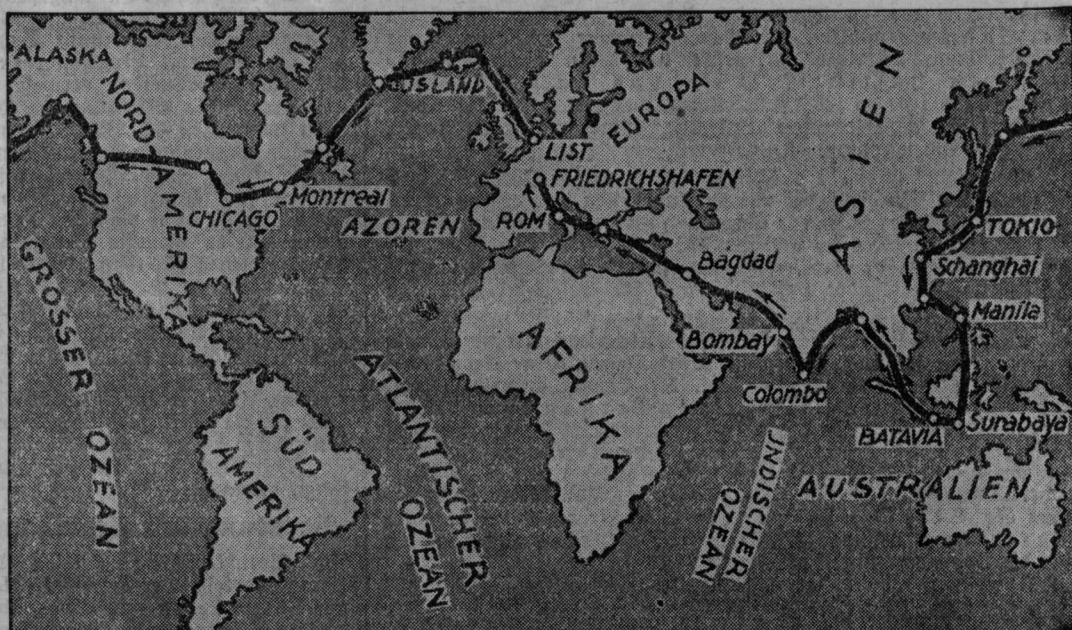 ALASKA
NORD-
AMERIKA
ISLAND
EUROPA
ASIEN
LIST
FRIEDRICHSHAFEN
Montreal
CHICAGO
AZOREN
ROM
TOKIO
Bagdad
Schanghai
Manila
Bombay
Colombo
BATAVIA
Surabaya
GROSSER OZEAN
ATLANTISCHER
OZEAN
AFRIKA
SÜD
AMERIKA
INDISCHER
OZEAN
AUSTRALIEN